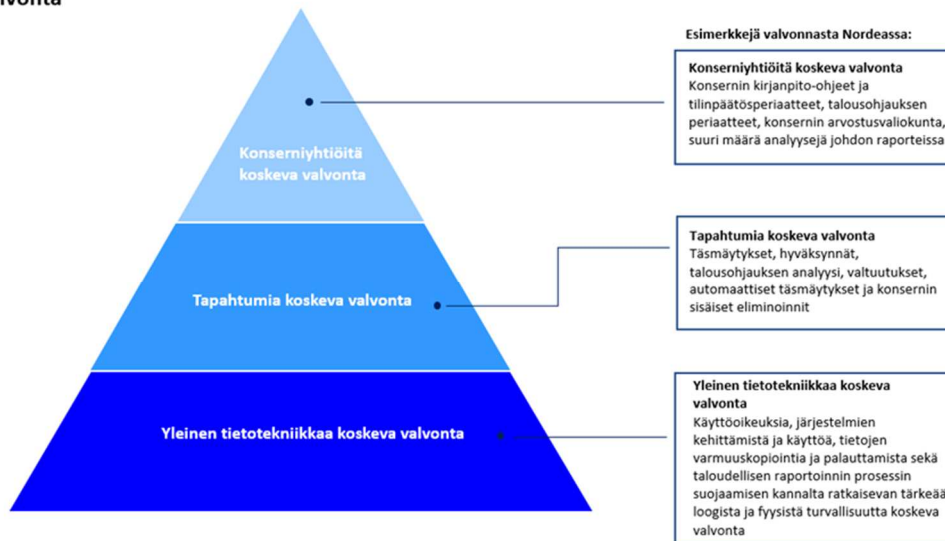 Esimerkkejä valvonnasta Nordeassa:
Konserniyhtiöitä koskeva valvonta
Konsernin kirjanpito-ohjeet ja
tilinpäätösperiaatteet, talousohjauksen
periaatteet, konsernin arvostusvaliokunta,
suuri määrä analyysejä johdon raporteissa
Konserniyhtiöitä
koskeva valvonta
Tapahtumia koskeva valvonta
Täsmäytykset, hyväksynnät,
talousohjauksen analyysi, valtuutukset,
automaattiset täsmäytykset ja konsernin
sisäiset eliminoinnit
Tapahtumia koskeva valvonta
Yleinen tietotekniikkaa koskeva
valvonta
Käyttöoikeuksia, järjestelmien
kehittämistä ja käyttöä, tietojen
varmuuskopiointia ja palauttamista sekä
taloudellisen raportoinnin prosessin
suojaamisen kannalta ratkaisevan tärkeää
loogista ja fyysistä turvallisuutta koskeva
valvonta
Yleinen tietotekniikkaa koskeva valvonta